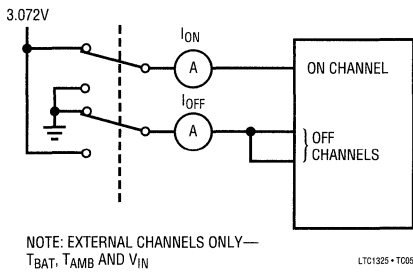 3.072V
ION
A
ON CHANNEL
IOFF
A
OFF
CHANNELS
NOTE: EXTERNAL CHANNELS ONLY—
TBAT, TAMB AND VIN
LTC1325 • TC05